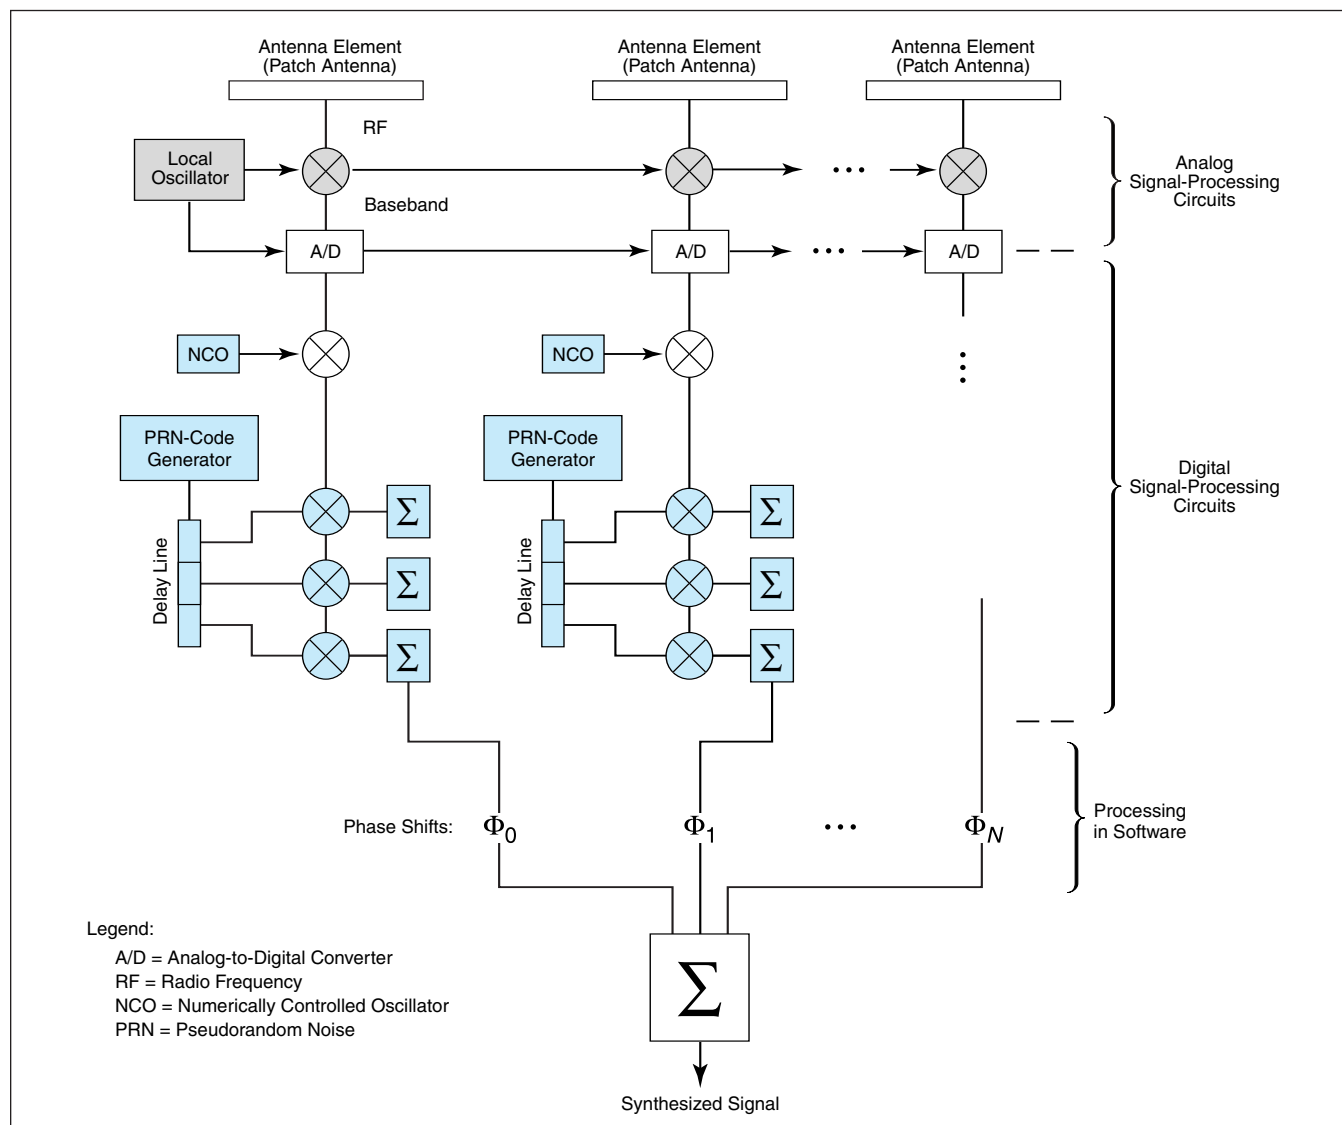 Antenna Element
(Patch Antenna)
Antenna Element
(Patch Antenna)
Antenna Element
(Patch Antenna)
RF
Local
Oscillator
Analog
Signal-Processing
Circuits
Baseband
A/D
A/D
•••
A/D
NCO
NCO
PRN-Code
Generator
PRN-Code
Generator
Digital
Signal-Processing
Circuits
Delay Line
Σ
Σ
Σ
Delay Line
Σ
Σ
Σ
Phase Shifts:
Φ0
Φ1
•••
ΦN
Processing
in Software
Legend:
A/D = Analog-to-Digital Converter
RF = Radio Frequency
NCO = Numerically Controlled Oscillator
PRN = Pseudorandom Noise
Σ
Synthesized Signal